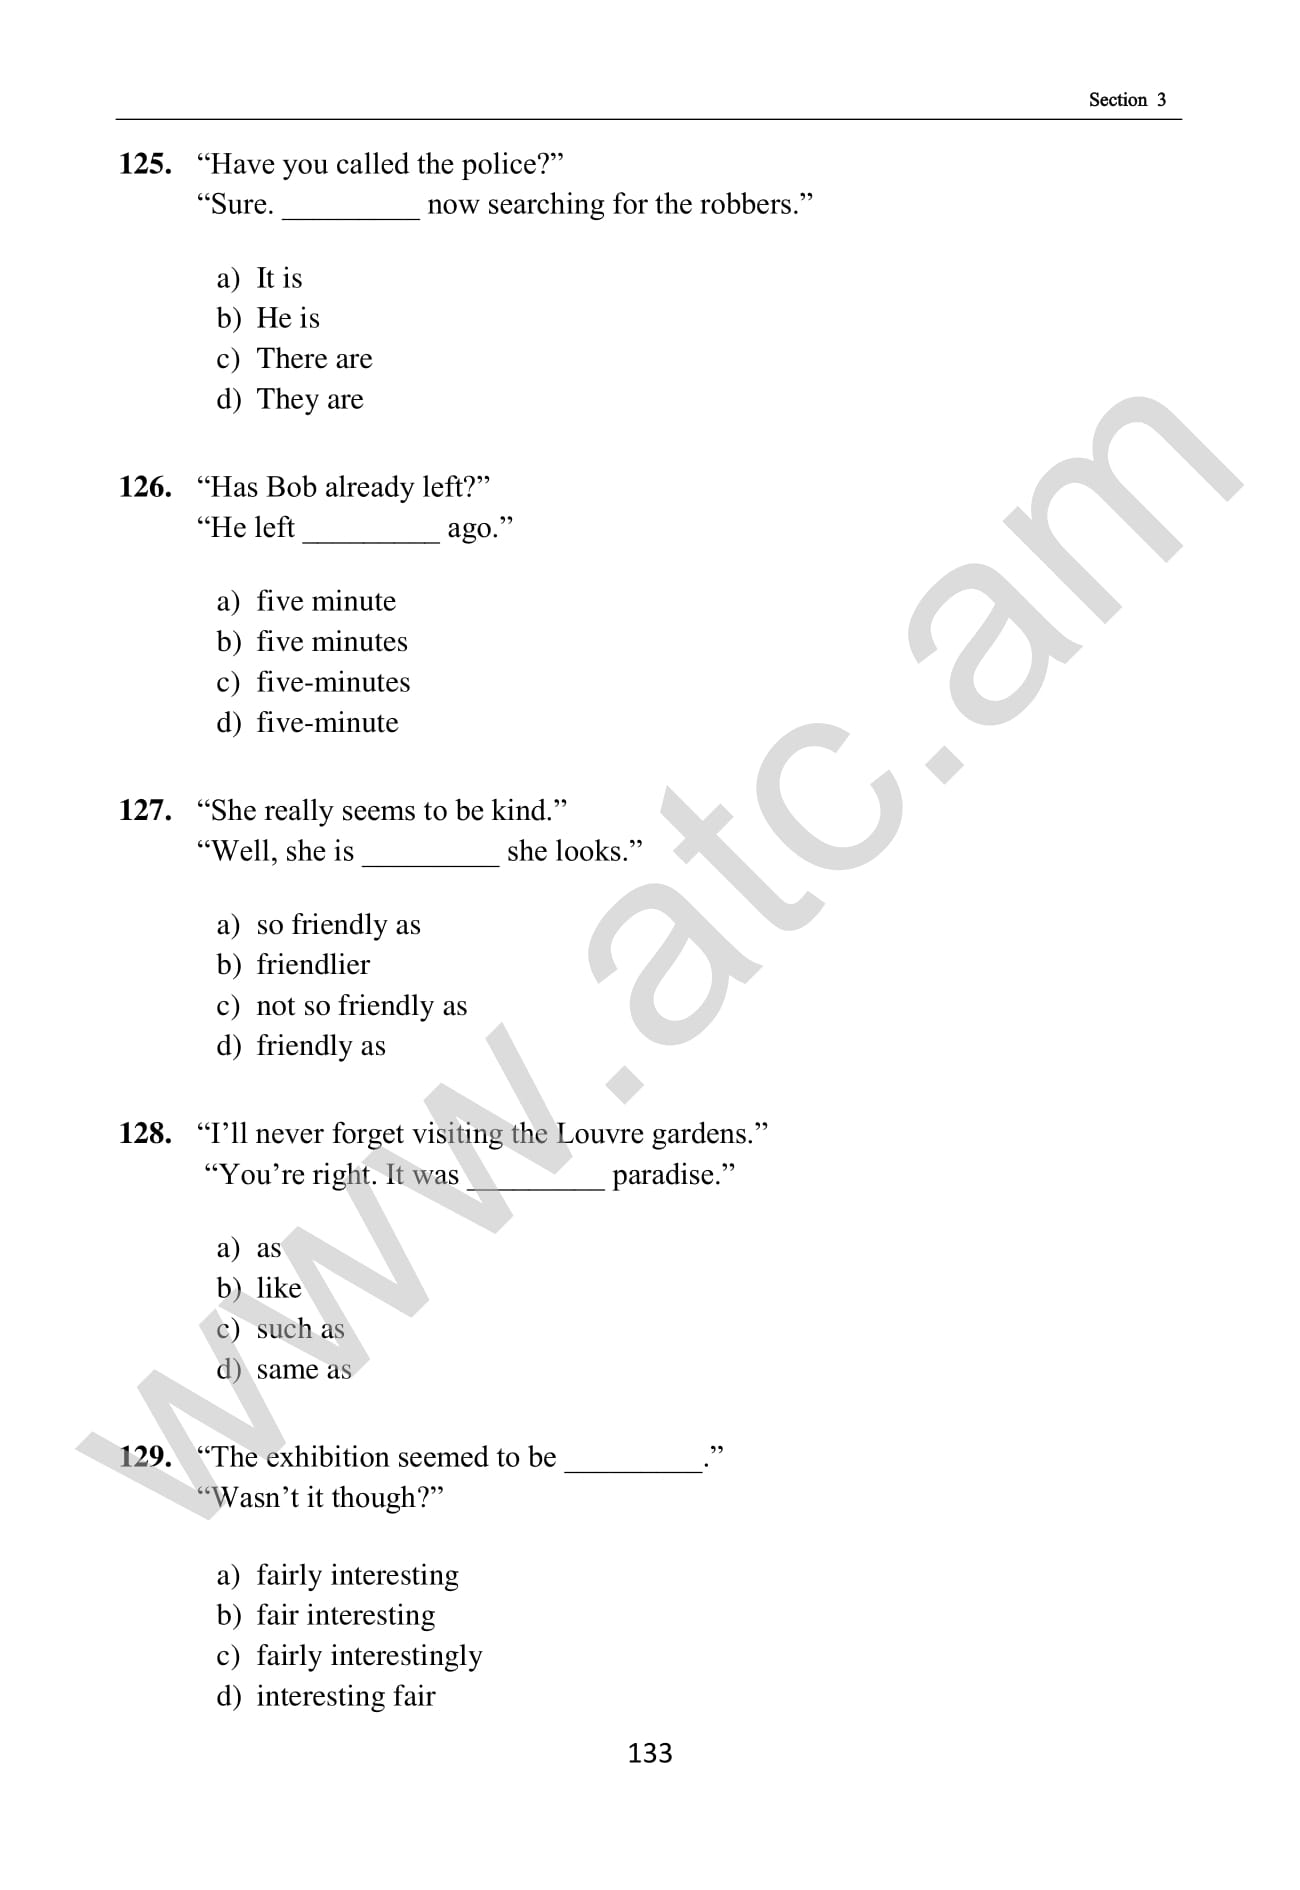 Section 3
125. “Have you called the police?”
“Sure. _________ now searching for the robbers.”
a) It is
b) He is
c) There are
d) They are
126. “Has Bob already left?”
“He left _________ ago.”
a) five minute
b) five minutes
c) five-minutes
d) five-minute
127. “She really seems to be kind.”
“Well, she is _________ she looks.”
a) so friendly as
b) friendlier
c) not so friendly as
d) friendly as
128. “I’ll never forget visiting the Louvre gardens.”
“You’re right. It was _________ paradise.”
a) as
b) like
c) such as
d) same as
129. “The exhibition seemed to be _________.”
“Wasn’t it though?”
a) fairly interesting
b) fair interesting
c) fairly interestingly
d) interesting fair
133
www.atc.am